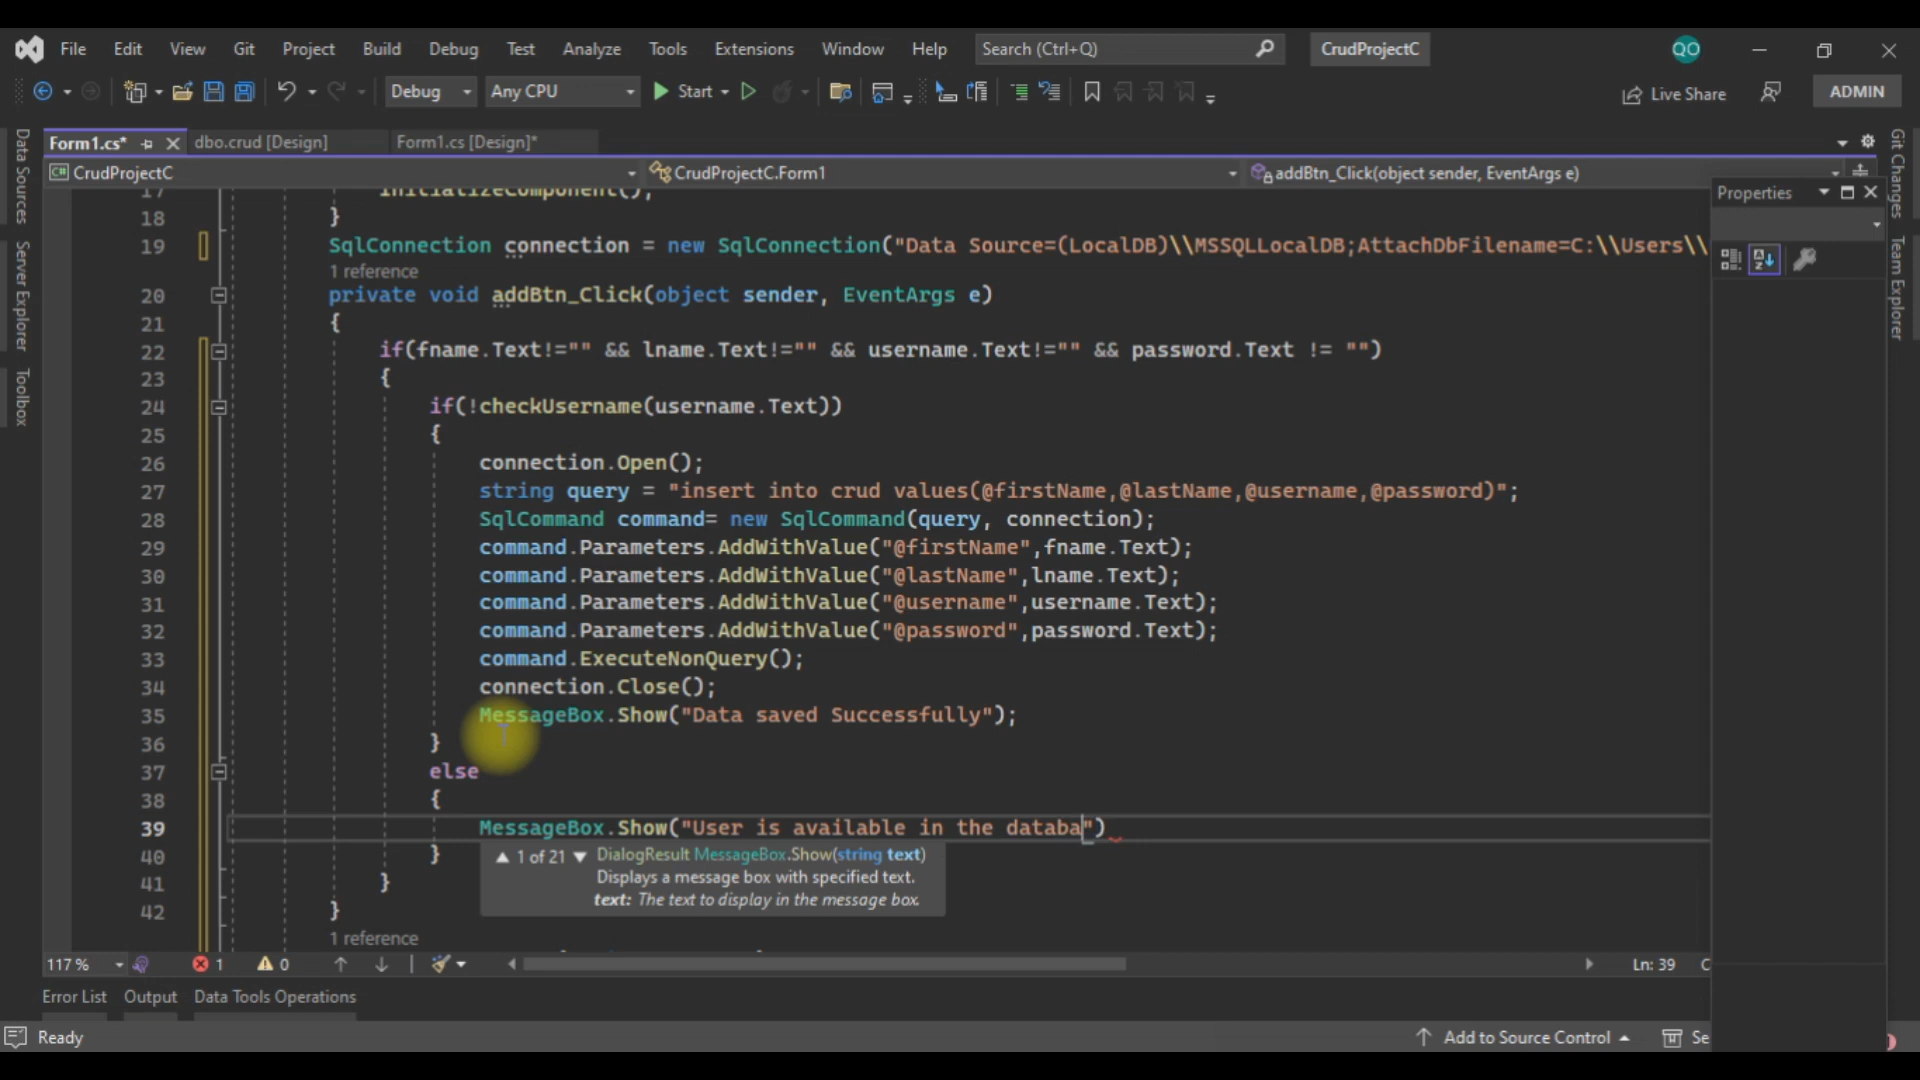 File Edit View Git Project Build Debug Test Analyze Tools Extensions Window Help Search (Ctrl+Q) CrudProjectC QO
Debug Any CPU Start Live Share ADMIN
Form1.cs* dbo.crud [Design] Form1.cs [Design]*
CrudProjectC CrudProjectC.Form1 addBtn_Click(object sender, EventArgs e)
Data Sources
Server Explorer
Toolbox
17 InitializeComponent();
18 }
19 SqlConnection connection = new SqlConnection("Data Source=(LocalDB)\\MSSQLLocalDB;AttachDbFilename=C:\\Users\\
1 reference
20 private void addBtn_Click(object sender, EventArgs e)
21 {
22 if(fname.Text!="" && lname.Text!="" && username.Text!="" && password.Text != "")
23 {
24 if(!checkUsername(username.Text))
25 {
26 connection.Open();
27 string query = "insert into crud values(@firstName,@lastName,@username,@password)";
28 SqlCommand command= new SqlCommand(query, connection);
29 command.Parameters.AddWithValue("@firstName",fname.Text);
30 command.Parameters.AddWithValue("@lastName",lname.Text);
31 command.Parameters.AddWithValue("@username",username.Text);
32 command.Parameters.AddWithValue("@password",password.Text);
33 command.ExecuteNonQuery();
34 connection.Close();
35 MessageBox.Show("Data saved Successfully");
36 }
37 else
38 {
39 MessageBox.Show("User is available in the databa")
40 }
41 }
42 }
1 of 21 DialogResult MessageBox.Show(string text)
Displays a message box with specified text.
text: The text to display in the message box.
1 reference
Properties
Git Changes
Team Explorer
117 % 1 0 Ln: 39 C
Error List Output Data Tools Operations
Ready Add to Source Control Se